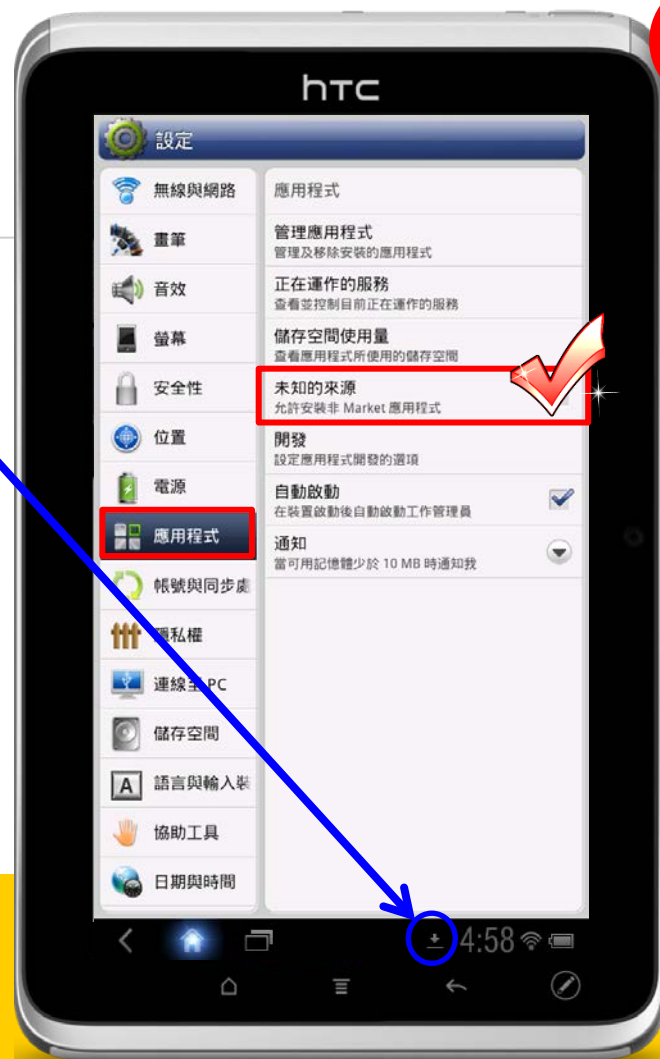 hTC
設定
無線與網路
畫筆
音效
螢幕
安全性
位置
電源
應用程式
帳號與同步處
隱私權
連線至 PC
儲存空間
A 語言與輸入裝
協助工具
日期與時間
應用程式
管理應用程式
管理及移除安裝的應用程式
正在運作的服務
查看並控制目前正在運作的服務
儲存空間使用量
查看應用程式所使用的儲存空間
未知的來源
允許安裝非 Market 應用程式
開發
設定應用程式開發的選項
自動啟動
在裝置啟動後自動啟動工作管理員
通知
當可用記憶體少於 10 MB 時通知我
4:58